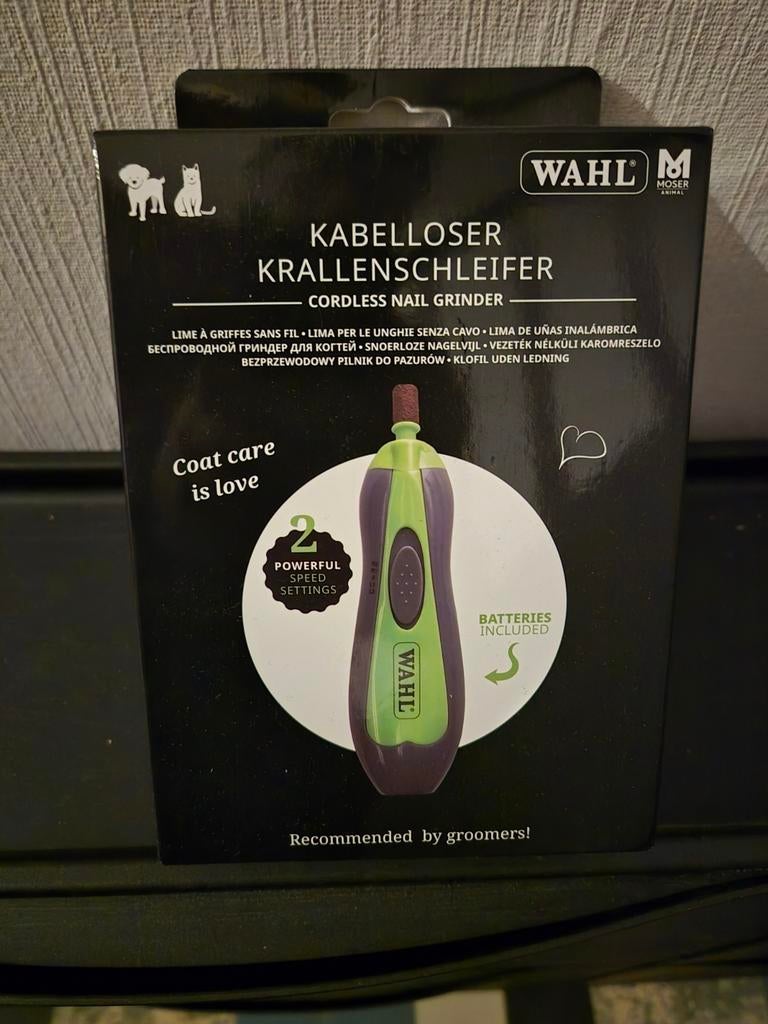 WAHL®
MOSER
ANIMAL
KABELLOSER
KRALLENSCHLEIFER
CORDLESS NAIL GRINDER
LIME À GRIFFES SANS FIL • LIMA PER LE UNGHIE SENZA CAVO • LIMA DE UÑAS INALÁMBRICA
БЕСПРОВОДНОЙ ГРИНДЕР ДЛЯ КОГТЕЙ • SNOERLOZE NAGELVIJL • VEZETÉK NÉLKÜLI KAROMRESZELO
BEZPRZEWODOWY PILNIK DO PAZURÓW • KLOFIL UDEN LEDNING
Coat care
is love
2
POWERFUL
SPEED
SETTINGS
BATTERIES
INCLUDED
WAHL®
Recommended by groomers!